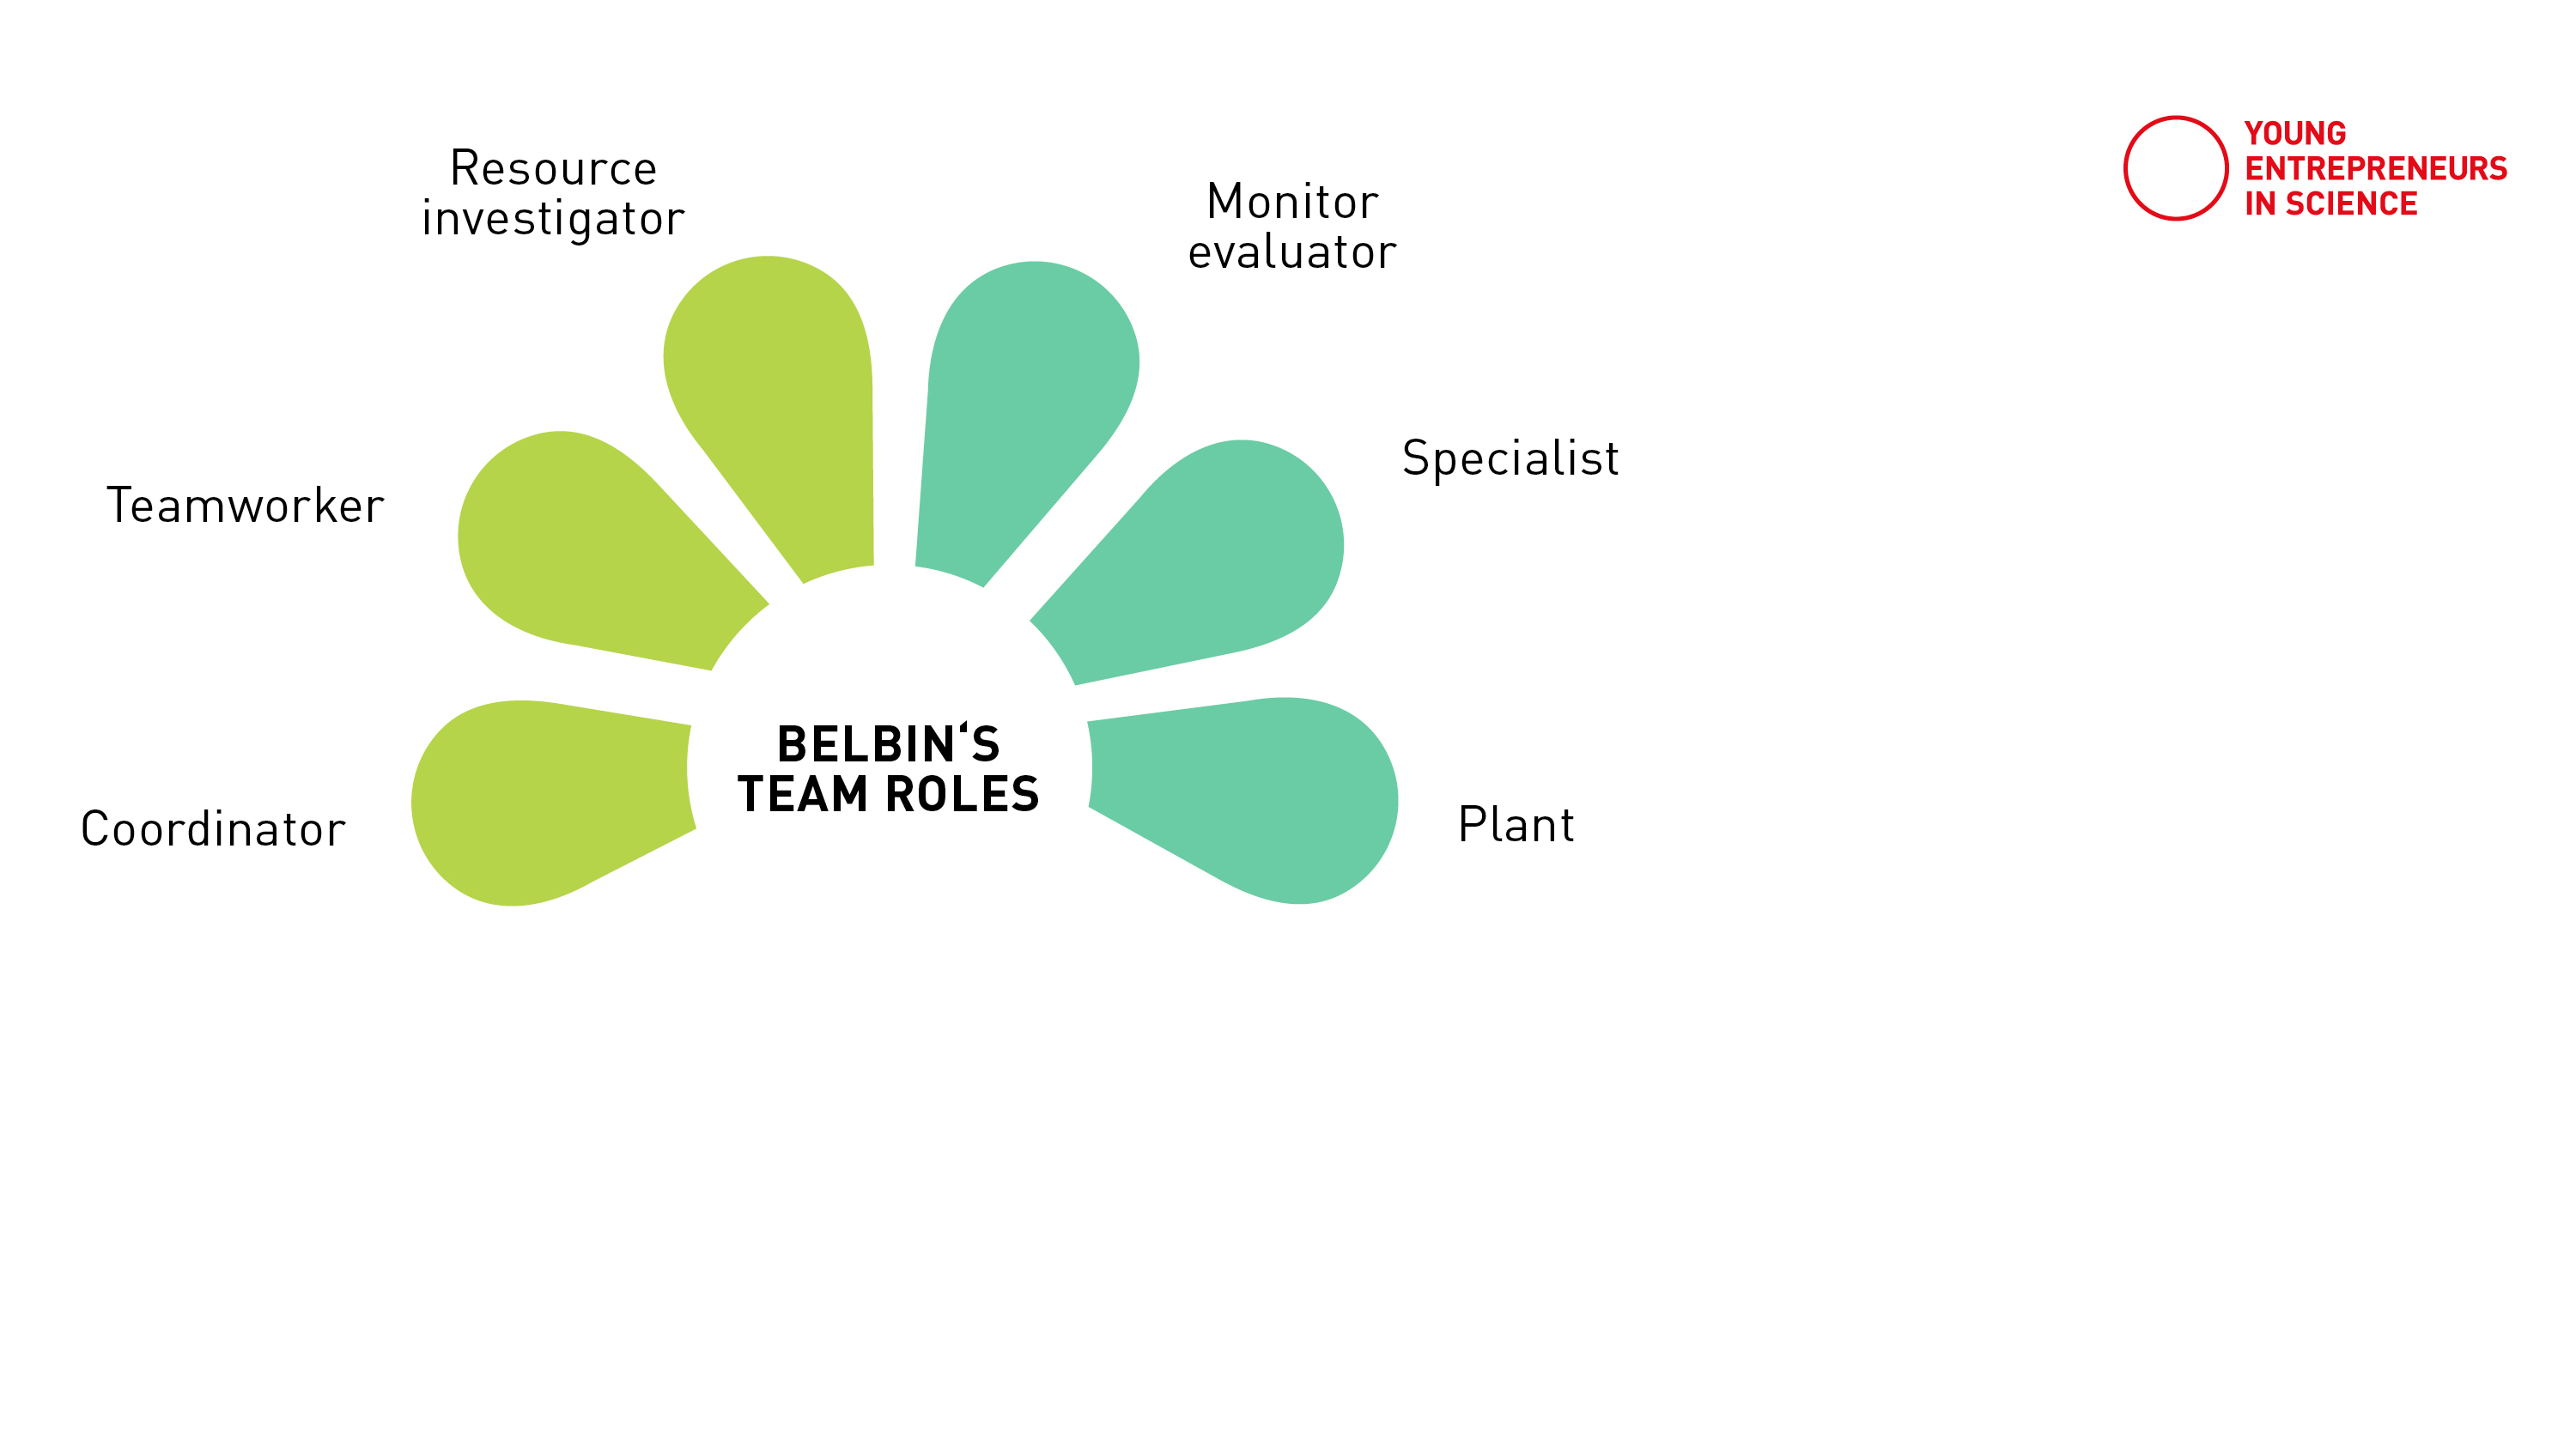 Resource
investigator
Monitor
evaluator
YOUNG
ENTREPRENEURS
IN SCIENCE
Teamworker
Specialist
BELBIN‘S
TEAM ROLES
Coordinator
Plant